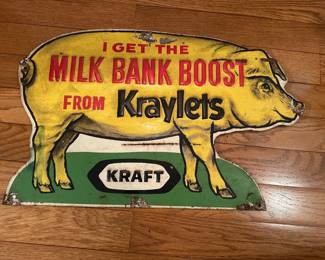 I GET THE
MILK BANK BOOST
FROM Kraylets
KRAFT